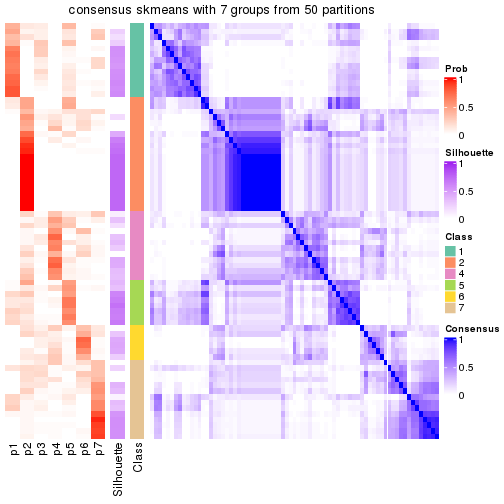 consensus skmeans with 7 groups from 50 partitions
Prob
1
0.5
0
Silhouette
1
0.5
0
Class
1
2
4
5
6
7
Consensus
1
0.5
0
p1
p2
p3
p4
p5
p6
p7
Silhouette
Class